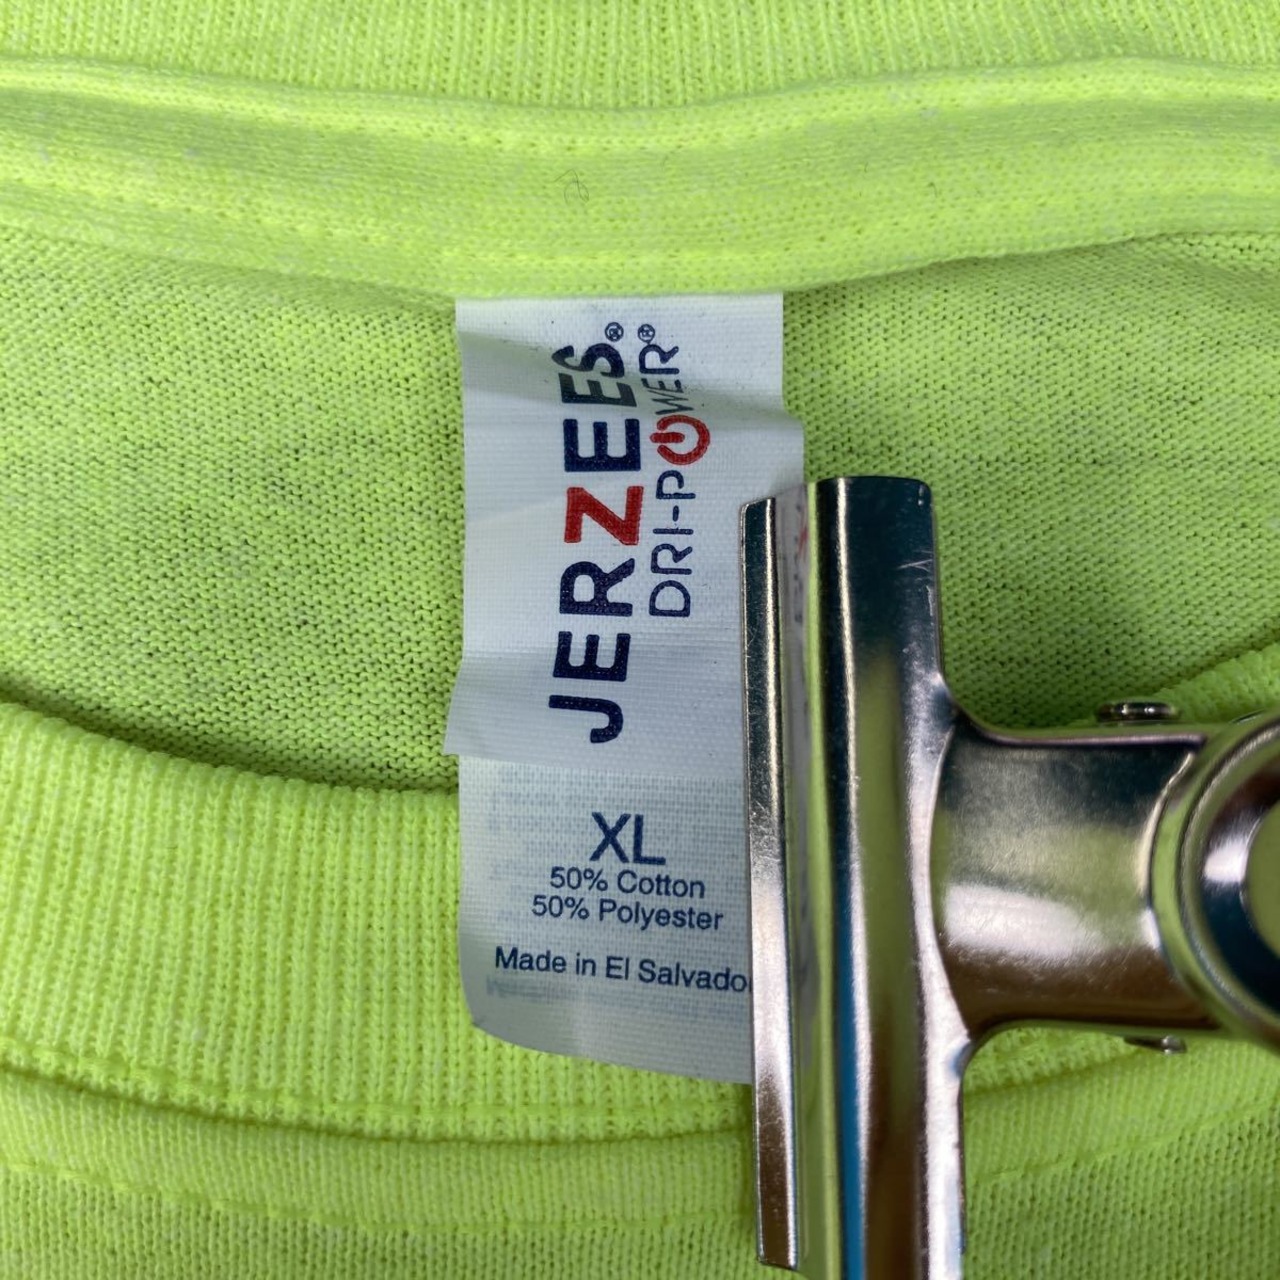 JERZEES®
DRI-POWER®
XL
50% Cotton
50% Polyester
Made in El Salvador